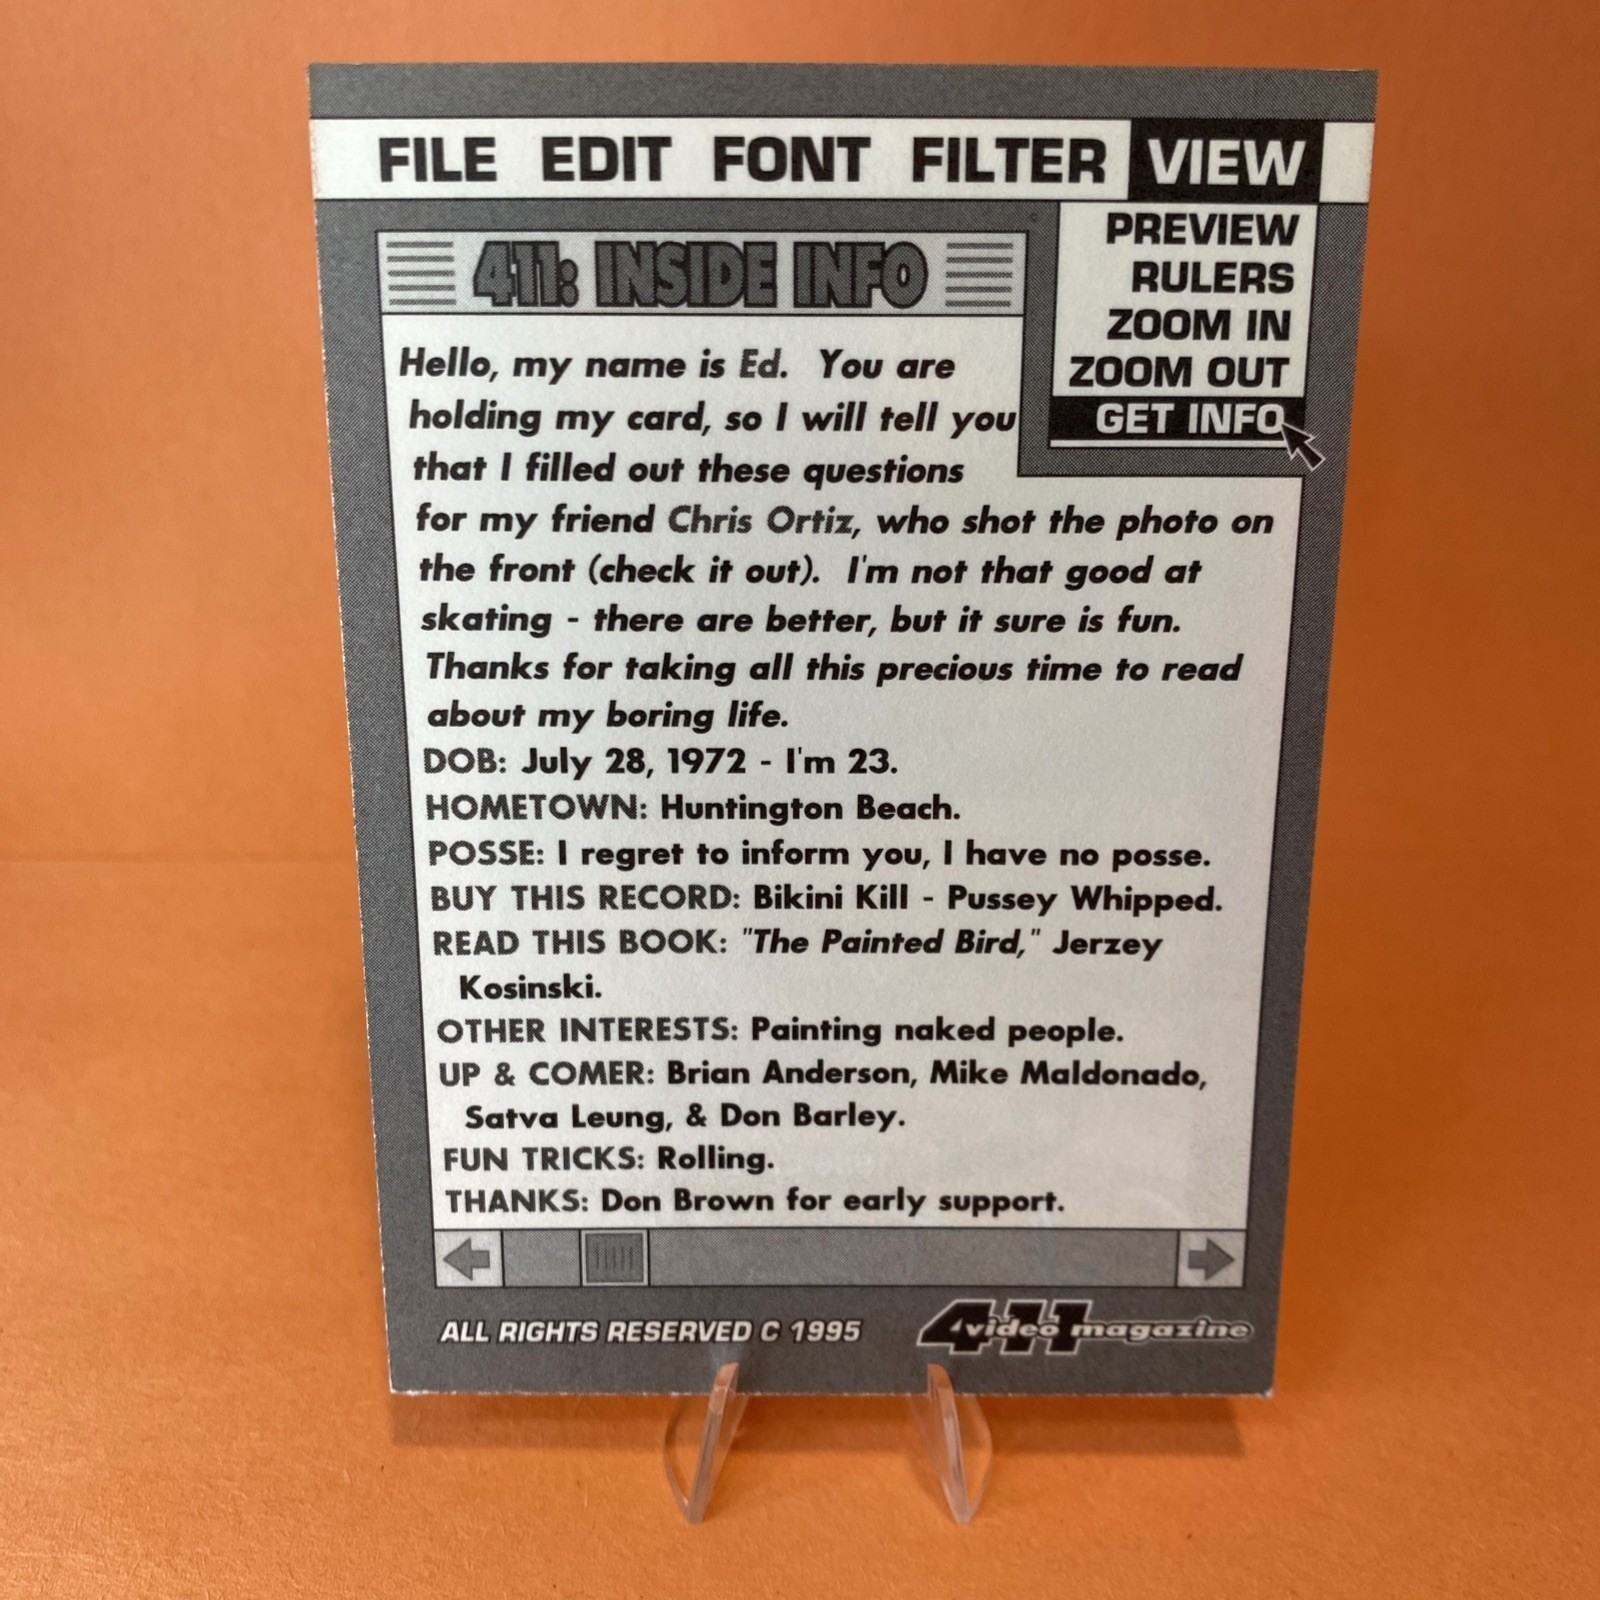 FILE EDIT FONT FILTER VIEW
PREVIEW
RULERS
ZOOM IN
ZOOM OUT
GET INFO
411: INSIDE INFO
Hello, my name is Ed. You are
holding my card, so I will tell you
that I filled out these questions
for my friend Chris Ortiz, who shot the photo on
the front (check it out). I'm not that good at
skating - there are better, but it sure is fun.
Thanks for taking all this precious time to read
about my boring life.
DOB: July 28, 1972 - I'm 23.
HOMETOWN: Huntington Beach.
POSSE: I regret to inform you, I have no posse.
BUY THIS RECORD: Bikini Kill - Pussey Whipped.
READ THIS BOOK: "The Painted Bird," Jerzey
Kosinski.
OTHER INTERESTS: Painting naked people.
UP & COMER: Brian Anderson, Mike Maldonado,
Satva Leung, & Don Barley.
FUN TRICKS: Rolling.
THANKS: Don Brown for early support.
ALL RIGHTS RESERVED C 1995
411 video magazine